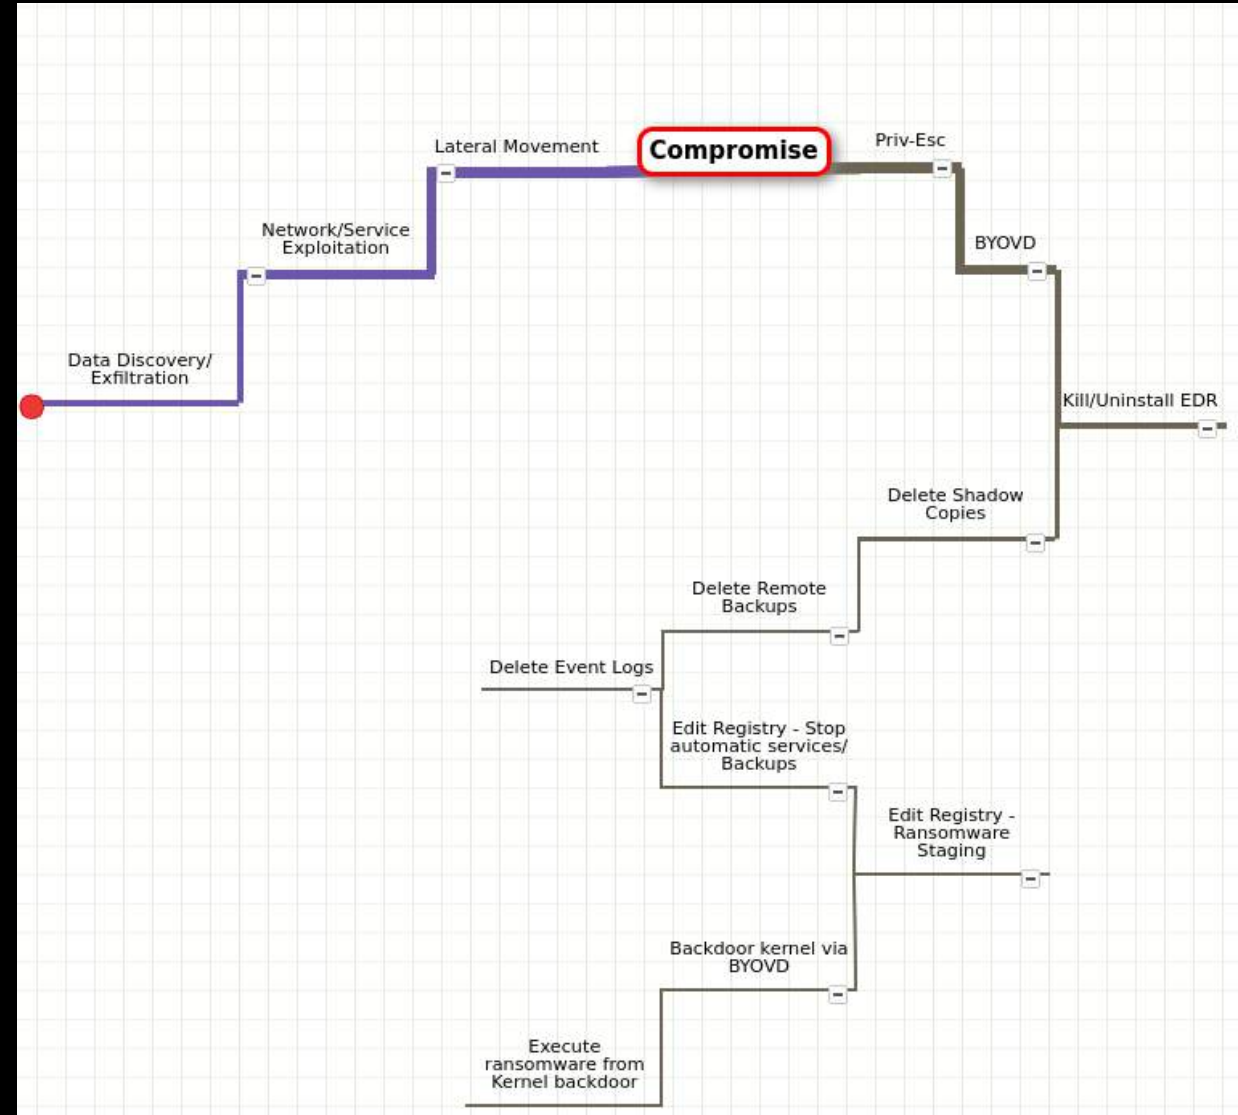 Compromise
Priv-Esc
Lateral Movement
Network/Service
Exploitation
BYOVD
Data Discovery/
Exfiltration
Kill/Uninstall EDR
Delete Shadow
Copies
Delete Remote
Backups
Delete Event Logs
Edit Registry - Stop
automatic services/
Backups
Edit Registry -
Ransomware
Staging
Backdoor kernel via
BYOVD
Execute
ransomware from
Kernel backdoor